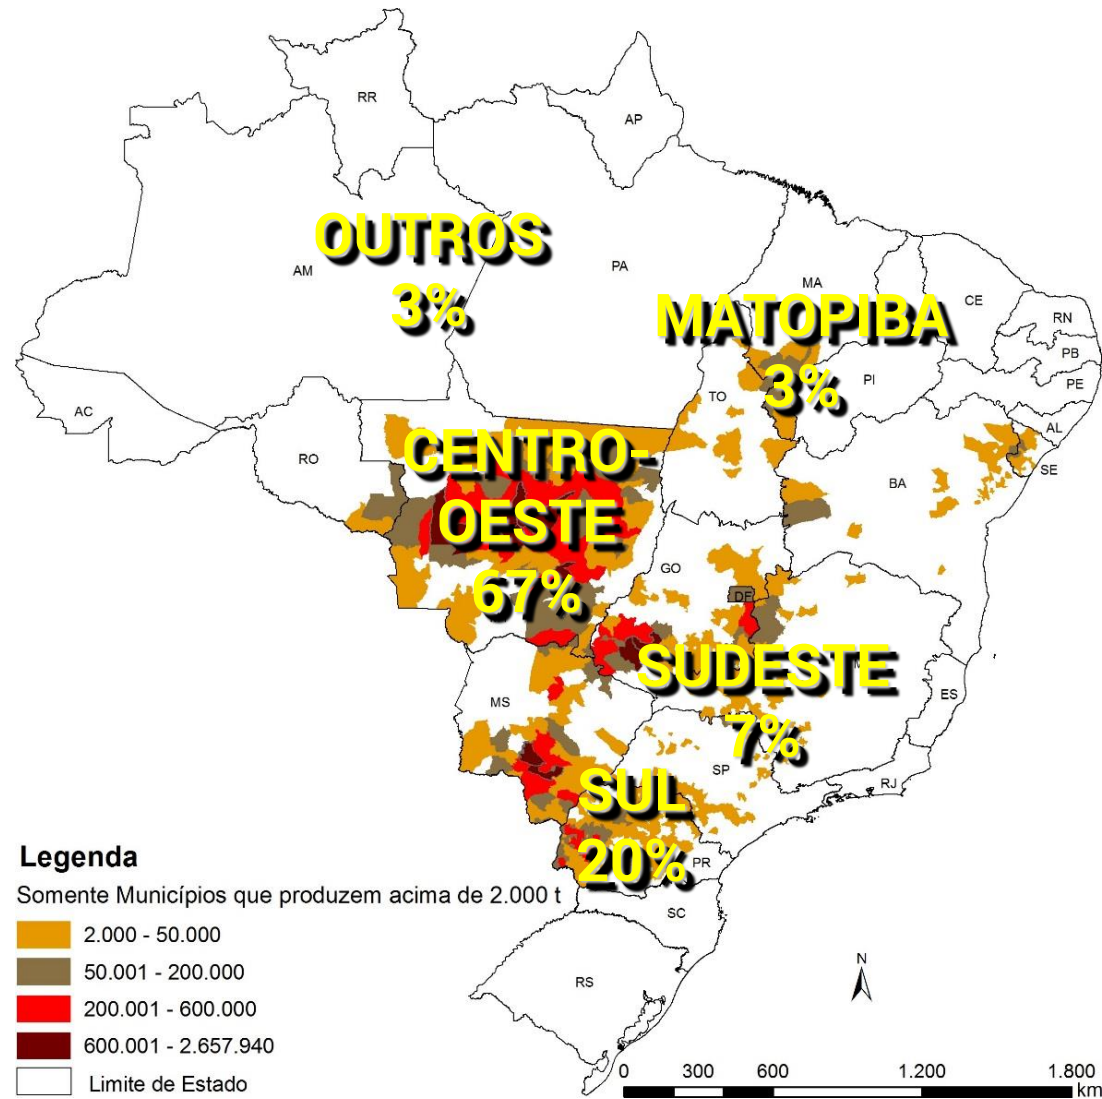 RR
AP
OUTROS
3%
AM
PA
MA
CE
RN
PB
PE
AL
SE
MATOPIBA
3%
PI
TO
AC
RO
BA
CENTRO-
OESTE
67%
GO
DF
SUDESTE
7%
ES
MS
SP
RJ
SUL
20%
PR
SC
RS
Legenda
Somente Municípios que produzem acima de 2.000 t
2.000 - 50.000
50.001 - 200.000
200.001 - 600.000
600.001 - 2.657.940
Limite de Estado
N
0 300 600 1.200 1.800
km